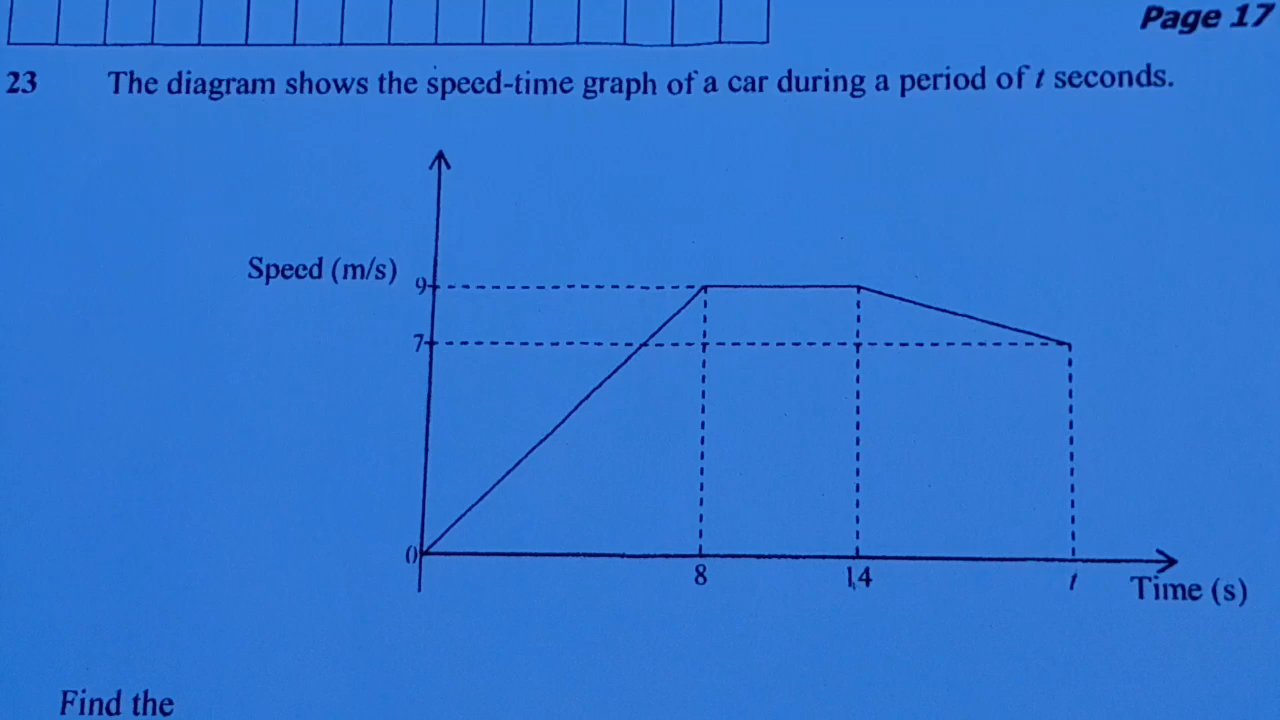 Page 17
23 The diagram shows the speed-time graph of a car during a period of t seconds.
Speed (m/s)
9
7
0
8
14
t
Time (s)
Find the